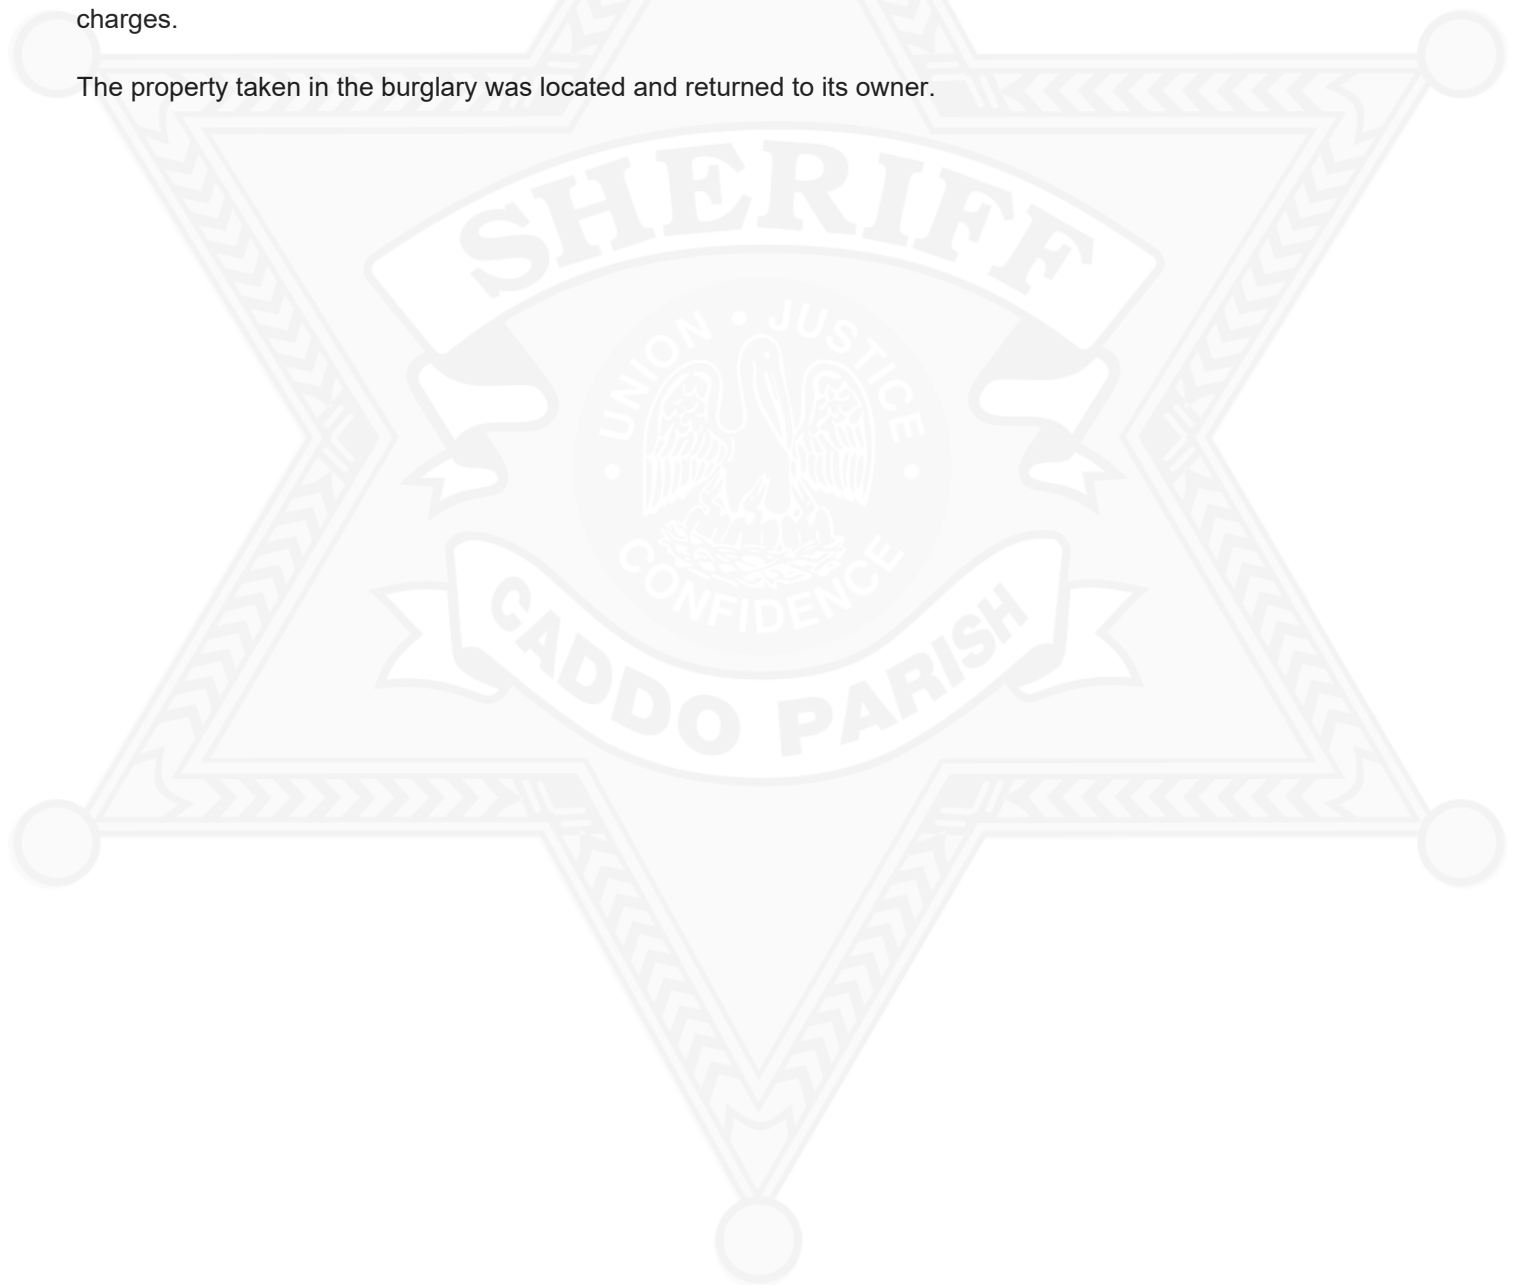 charges.
The property taken in the burglary was located and returned to its owner.
SHERIFF
UNION • JUSTICE
• CONFIDENCE •
CADDO PARISH